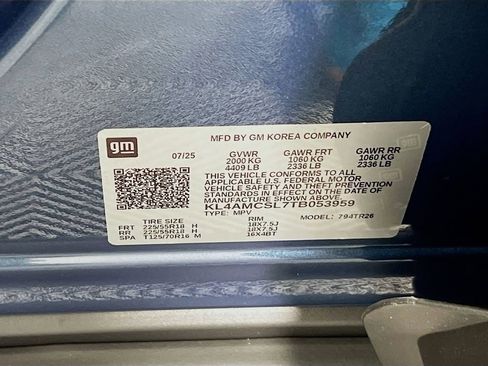 gm
MFD BY GM KOREA COMPANY
07/25 GVWR GAWR FRT GAWR RR
2000 KG 1060 KG 1060 KG
4409 LB 2336 LB 2336 LB
THIS VEHICLE CONFORMS TO ALL
APPLICABLE U.S. FEDERAL MOTOR
VEHICLE SAFETY AND THEFT PREVENTION
STANDARDS IN EFFECT ON THE DATE OF
MANUFACTURE SHOWN ABOVE.
KL4AMCSL7TB053959
TYPE: MPV MODEL: 794TR26
TIRE SIZE RIM
FRT 225/55R18 H 18X7.5J
RR 225/55R18 H 18X7.5J
SPA T125/70R16 M 16X4BT